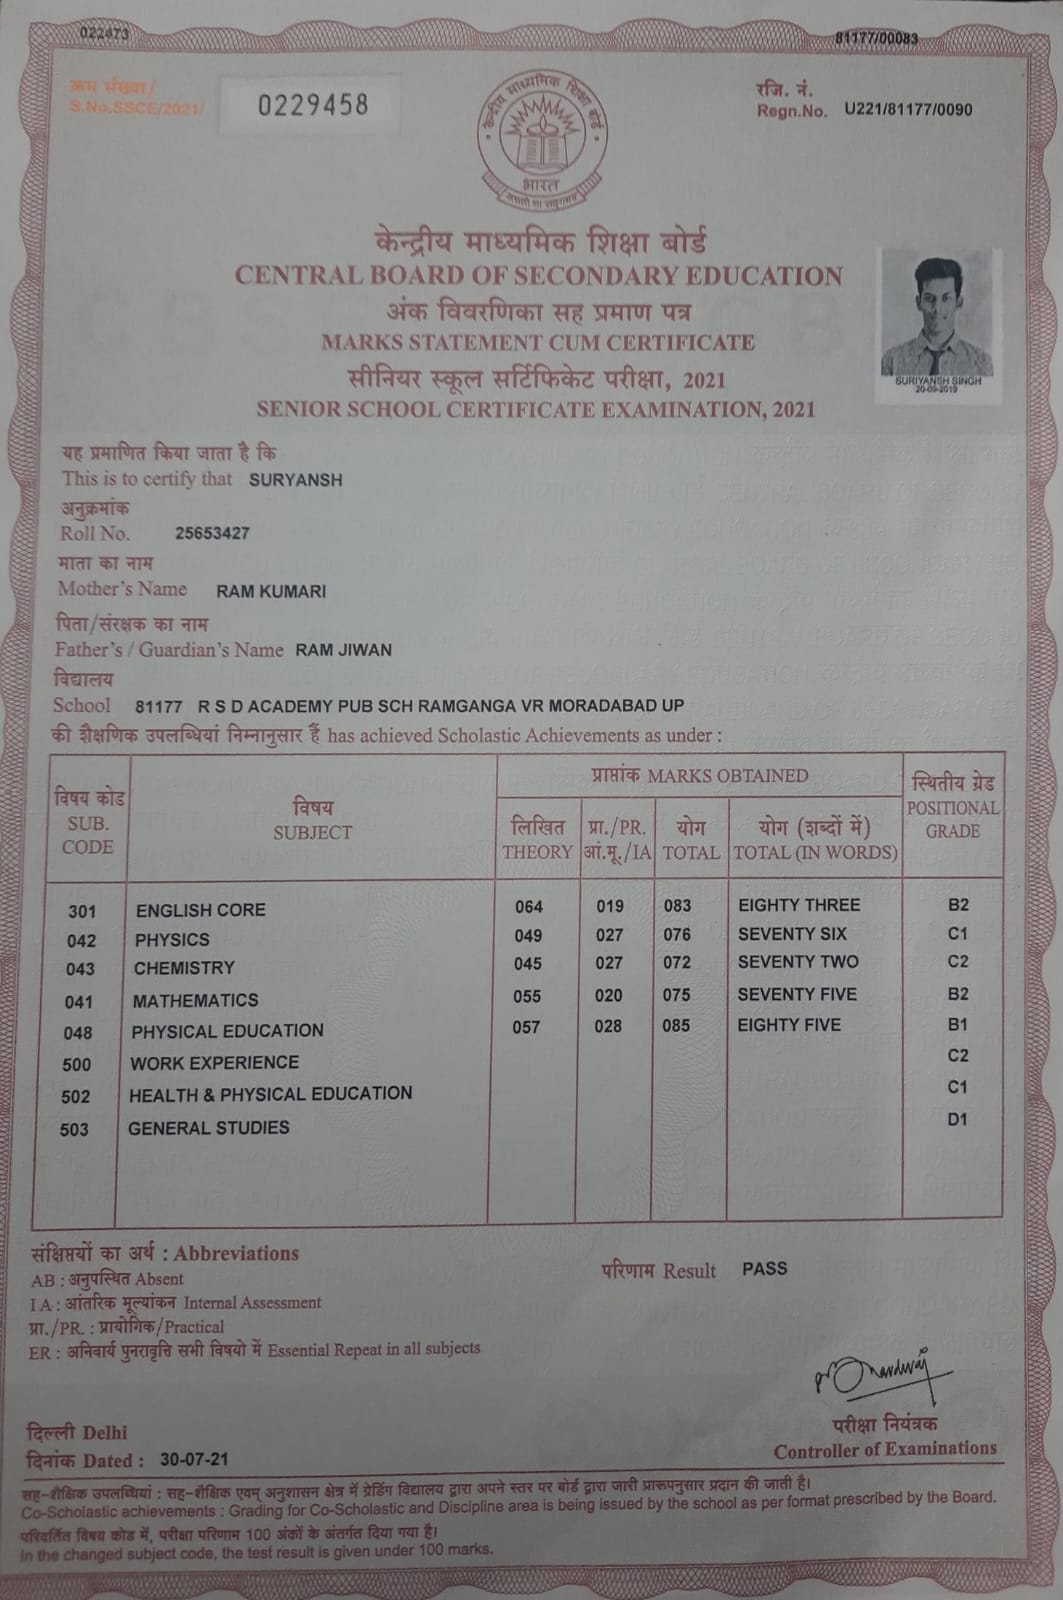 022473
81177/00083
क्रम संख्या/
S.No.SSCE/2021/ 0229458
रजि. नं.
Regn.No. U221/81177/0090
केन्द्रीय माध्यमिक शिक्षा बोर्ड
भारत
असतो मा सद्गमय
केन्द्रीय माध्यमिक शिक्षा बोर्ड
CENTRAL BOARD OF SECONDARY EDUCATION
अंक विवरणिका सह प्रमाण पत्र
MARKS STATEMENT CUM CERTIFICATE
सीनियर स्कूल सर्टिफिकेट परीक्षा, 2021
SENIOR SCHOOL CERTIFICATE EXAMINATION, 2021
SURIYANSH SINGH
20-09-2019
यह प्रमाणित किया जाता है कि
This is to certify that SURYANSH
अनुक्रमांक
Roll No. 25653427
माता का नाम
Mother's Name RAM KUMARI
पिता/संरक्षक का नाम
Father's / Guardian's Name RAM JIWAN
विद्यालय
School 81177 R S D ACADEMY PUB SCH RAMGANGA VR MORADABAD UP
की शैक्षणिक उपलब्धियां निम्नानुसार हैं has achieved Scholastic Achievements as under :
विषय कोड SUB. CODE
विषय SUBJECT
प्राप्तांक MARKS OBTAINED
लिखित THEORY
प्रा./PR. आं.मू./IA
योग TOTAL
योग (शब्दों में) TOTAL (IN WORDS)
स्थितीय ग्रेड POSITIONAL GRADE
301 ENGLISH CORE 064 019 083 EIGHTY THREE B2
042 PHYSICS 049 027 076 SEVENTY SIX C1
043 CHEMISTRY 045 027 072 SEVENTY TWO C2
041 MATHEMATICS 055 020 075 SEVENTY FIVE B2
048 PHYSICAL EDUCATION 057 028 085 EIGHTY FIVE B1
500 WORK EXPERIENCE C2
502 HEALTH & PHYSICAL EDUCATION C1
503 GENERAL STUDIES D1
संक्षिप्तियों का अर्थ : Abbreviations
AB : अनुपस्थित Absent
I A : आंतरिक मूल्यांकन Internal Assessment
प्रा./PR. : प्रायोगिक/Practical
ER : अनिवार्य पुनरावृत्ति सभी विषयो में Essential Repeat in all subjects
परिणाम Result PASS
दिल्ली Delhi
दिनांक Dated : 30-07-21
परीक्षा नियंत्रक
Controller of Examinations
सह-शैक्षिक उपलब्धियां : सह-शैक्षिक एवम् अनुशासन क्षेत्र में ग्रेडिंग विद्यालय द्वारा अपने स्तर पर बोर्ड द्वारा जारी प्रारूपनुसार प्रदान की जाती है।
Co-Scholastic achievements : Grading for Co-Scholastic and Discipline area is being issued by the school as per format prescribed by the Board.
परिवर्तित विषय कोड में, परीक्षा परिणाम 100 अंकों के अंतर्गत दिया गया है।
In the changed subject code, the test result is given under 100 marks.